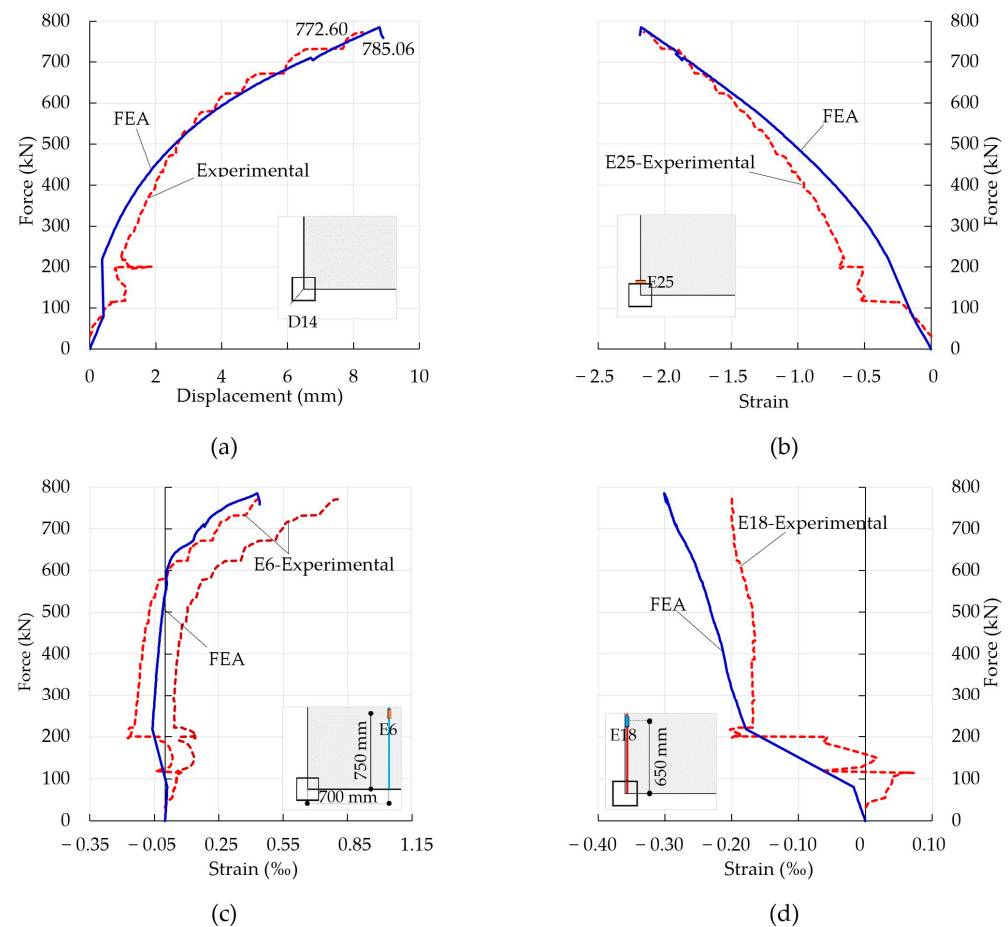 800
700
600
500
400
300
200
100
0
Force (kN)
772.60
785.06
FEA
Experimental
D14
0
2
4
6
8
10
Displacement (mm)
(a)
800
700
600
500
400
300
200
100
0
Force (kN)
FEA
E25-Experimental
E25
−2.5
−2.0
−1.5
−1.0
−0.5
0
Strain
(b)
800
700
600
500
400
300
200
100
0
Force (kN)
E6-Experimental
FEA
E6
750 mm
700 mm
−0.35
−0.05
0.25
0.55
0.85
1.15
Strain (‰)
(c)
800
700
600
500
400
300
200
100
0
Force (kN)
E18-Experimental
FEA
E18
650 mm
−0.40
−0.30
−0.20
−0.10
0
0.10
Strain (‰)
(d)